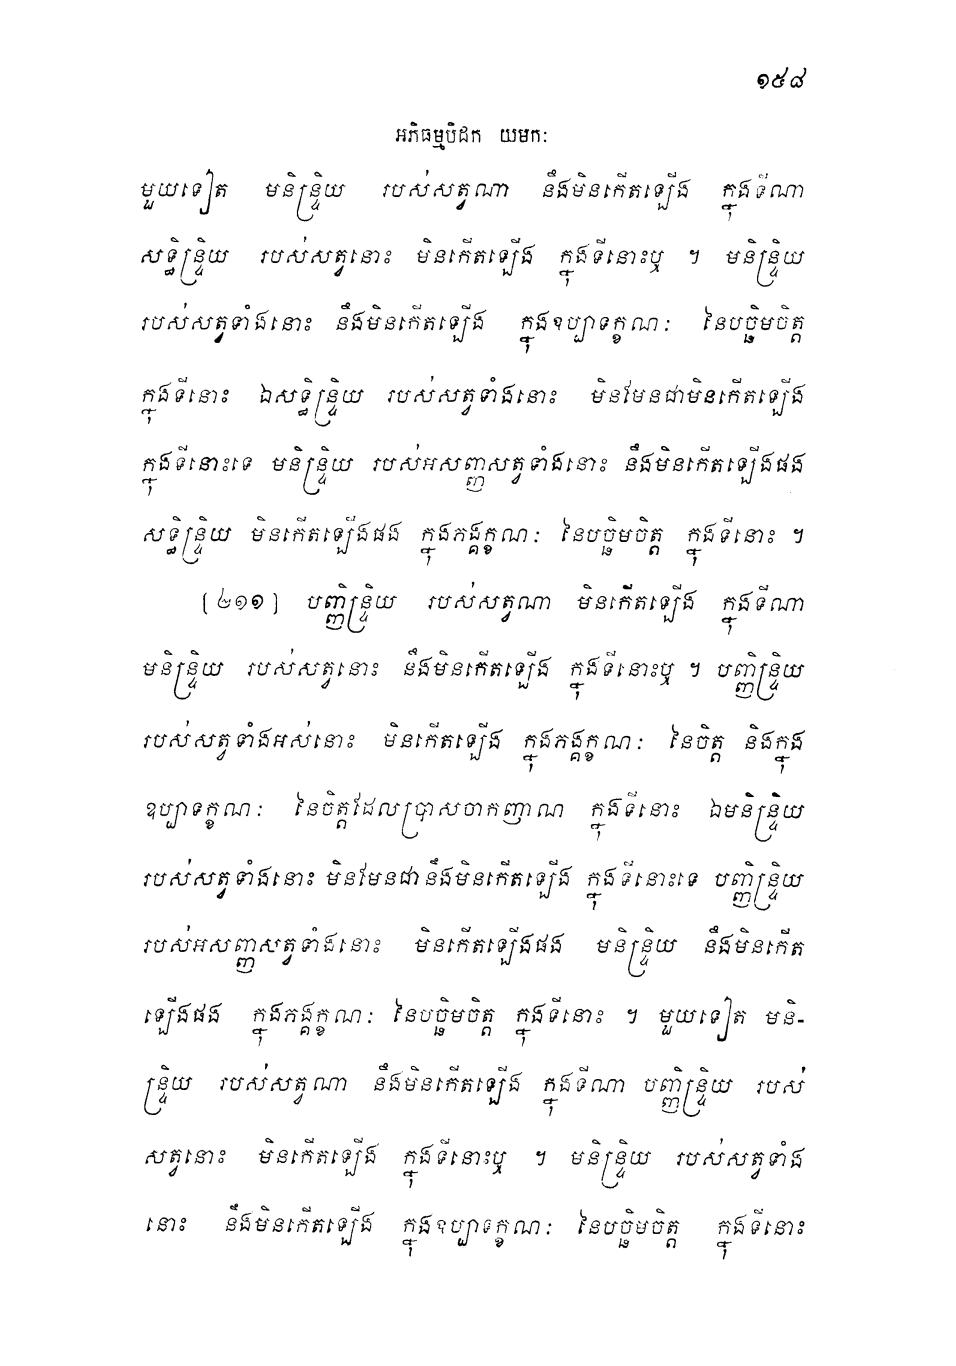 ១៥៨
អភិធម្មបិដក យមកៈ
មួយទៀត មនិន្ទ្រិយ របស់សត្វណា នឹងមិនកើតឡើង ក្នុងទីណា
សទ្ធិន្ទ្រិយ របស់សត្វនោះ មិនកើតឡើង ក្នុងទីនោះឬ ។ មនិន្ទ្រិយ
របស់សត្វទាំងនោះ នឹងមិនកើតឡើង ក្នុងឧប្បាទក្ខណៈ នៃបច្ឆិមចិត្ត
ក្នុងទីនោះ ឯសទ្ធិន្ទ្រិយ របស់សត្វទាំងនោះ មិនមែនជាមិនកើតឡើង
ក្នុងទីនោះទេ មនិន្ទ្រិយ របស់អសញ្ញសត្វទាំងនោះ នឹងមិនកើតឡើងផង
សទ្ធិន្ទ្រិយ មិនកើតឡើងផង ក្នុងភង្គក្ខណៈ នៃបច្ឆិមចិត្ត ក្នុងទីនោះ ។
(២១១) បញ្ញិន្ទ្រិយ របស់សត្វណា មិនកើតឡើង ក្នុងទីណា
មនិន្ទ្រិយ របស់សត្វនោះ នឹងមិនកើតឡើង ក្នុងទីនោះឬ ។ បញ្ញិន្ទ្រិយ
របស់សត្វទាំងអស់នោះ មិនកើតឡើង ក្នុងភង្គក្ខណៈ នៃចិត្ត និងក្នុង
ឧប្បាទក្ខណៈ នៃចិត្តដែលប្រាសចាកញាណ ក្នុងទីនោះ ឯមនិន្ទ្រិយ
របស់សត្វទាំងនោះ មិនមែនជានឹងមិនកើតឡើង ក្នុងទីនោះទេ បញ្ញិន្ទ្រិយ
របស់អសញ្ញសត្វទាំងនោះ មិនកើតឡើងផង មនិន្ទ្រិយ នឹងមិនកើត
ឡើងផង ក្នុងភង្គក្ខណៈ នៃបច្ឆិមចិត្ត ក្នុងទីនោះ ។ មួយទៀត មនិ-
ន្ទ្រិយ របស់សត្វណា នឹងមិនកើតឡើង ក្នុងទីណា បញ្ញិន្ទ្រិយ របស់
សត្វនោះ មិនកើតឡើង ក្នុងទីនោះឬ ។ មនិន្ទ្រិយ របស់សត្វទាំង
នោះ នឹងមិនកើតឡើង ក្នុងឧប្បាទក្ខណៈ នៃបច្ឆិមចិត្ត ក្នុងទីនោះ